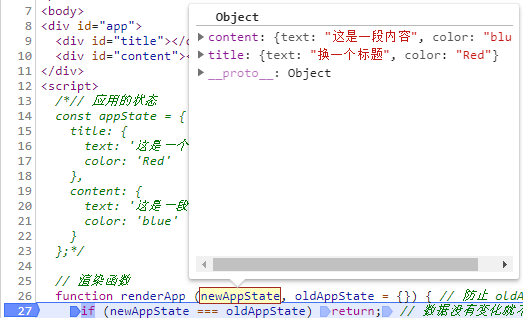 Object
content: {text: "这是一段内容", color: "blu
title: {text: "换一个标题", color: "Red"}
__proto__: Object
7 <body>
8 <div id="app">
9 <div id="title"></
10 <div id="content">
11 </div>
12 <script>
13 /*// 应用的状态
14 const appState = {
15 title: {
16 text: '这是一个
17 color: 'Red'
18 },
19 content: {
20 text: '这是一段
21 color: 'blue'
22 }
23 };*/
24
25 // 渲染函数
26 function renderApp (newAppState, oldAppState = {}) { // 防止 oldA
27 if (newAppState === oldAppState) return; // 数据没有变化就